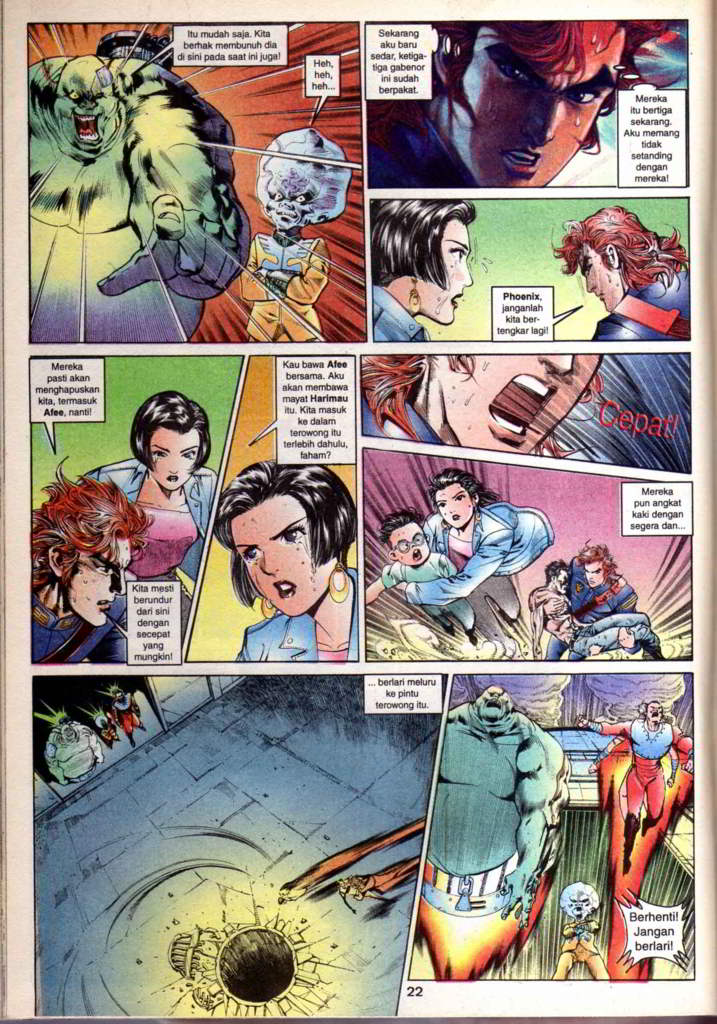 Itu mudah saja. Kita
berhak membunuh dia
di sini pada saat ini juga!
Heh,
heh,
heh...
Sekarang
aku baru
sedar, ketiga-
tiga gabenor
ini sudah
berpakat.
Mereka
itu bertiga
sekarang.
Aku memang
tidak
setanding
dengan
mereka!
Phoenix,
janganlah
kita ber-
tengkar lagi!
Mereka
pasti akan
menghapuskan
kita, termasuk
Afee, nanti!
Kita mesti
berundur
dari sini
dengan
secepat
yang
mungkin!
Kau bawa Afee
bersama. Aku
akan membawa
mayat Harimau
itu. Kita masuk
ke dalam
terowong itu
terlebih dahulu,
faham?
Cepat!
Mereka
pun angkat
kaki dengan
segera dan...
... berlari meluru
ke pintu
terowong itu.
Berhenti!
Jangan
berlari!
22